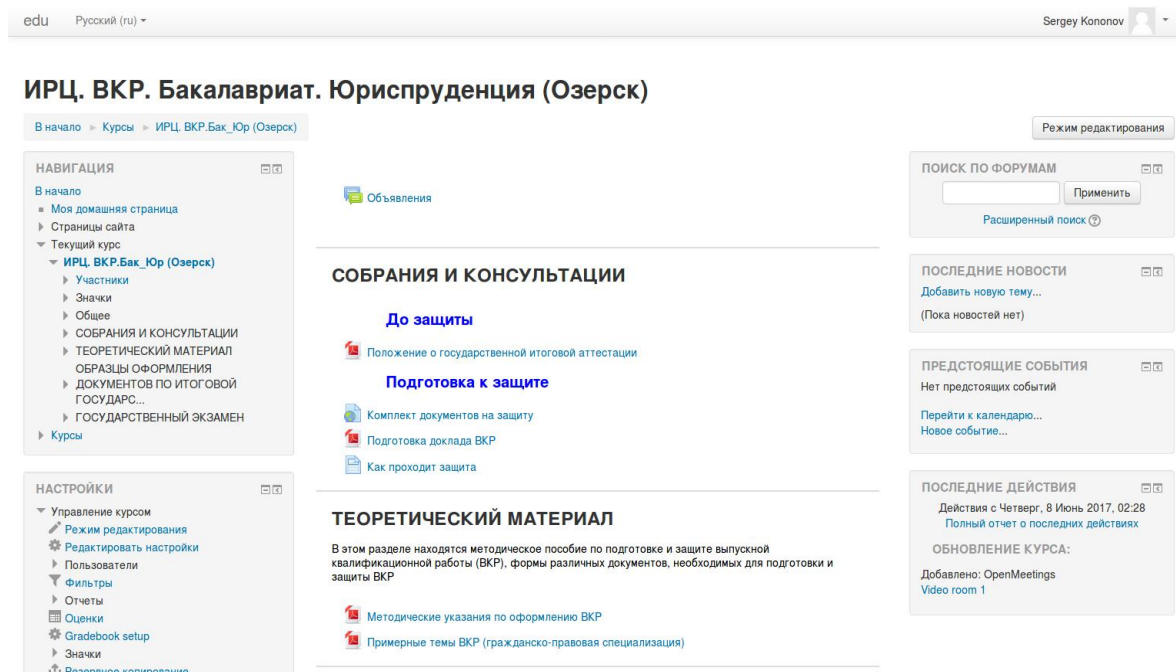 edu Русский (ru)
Sergey Kononov
ИРЦ. ВКР. Бакалавриат. Юриспруденция (Озерск)
В начало Курсы ИРЦ. ВКР.Бак_Юр (Озерск)
Режим редактирования
НАВИГАЦИЯ
В начало
Моя домашняя страница
Страницы сайта
Текущий курс
ИРЦ. ВКР.Бак_Юр (Озерск)
Участники
Значки
Общее
СОБРАНИЯ И КОНСУЛЬТАЦИИ
ТЕОРЕТИЧЕСКИЙ МАТЕРИАЛ
ОБРАЗЦЫ ОФОРМЛЕНИЯ
ДОКУМЕНТОВ ПО ИТОГОВОЙ
ГОСУДАРС...
ГОСУДАРСТВЕННЫЙ ЭКЗАМЕН
Курсы
НАСТРОЙКИ
Управление курсом
Режим редактирования
Редактировать настройки
Пользователи
Фильтры
Отчеты
Оценки
Gradebook setup
Значки
Резервное копирование
Объявления
СОБРАНИЯ И КОНСУЛЬТАЦИИ
До защиты
Положение о государственной итоговой аттестации
Подготовка к защите
Комплект документов на защиту
Подготовка доклада ВКР
Как проходит защита
ТЕОРЕТИЧЕСКИЙ МАТЕРИАЛ
В этом разделе находятся методическое пособие по подготовке и защите выпускной
квалификационной работы (ВКР), формы различных документов, необходимых для подготовки и
защиты ВКР
Методические указания по оформлению ВКР
Примерные темы ВКР (гражданско-правовая специализация)
ПОИСК ПО ФОРУМАМ
Применить
Расширенный поиск
ПОСЛЕДНИЕ НОВОСТИ
Добавить новую тему...
(Пока новостей нет)
ПРЕДСТОЯЩИЕ СОБЫТИЯ
Нет предстоящих событий
Перейти к календарю...
Новое событие...
ПОСЛЕДНИЕ ДЕЙСТВИЯ
Действия с Четверг, 8 Июнь 2017, 02:28
Полный отчет о последних действиях
ОБНОВЛЕНИЕ КУРСА:
Добавлено: OpenMeetings
Video room 1